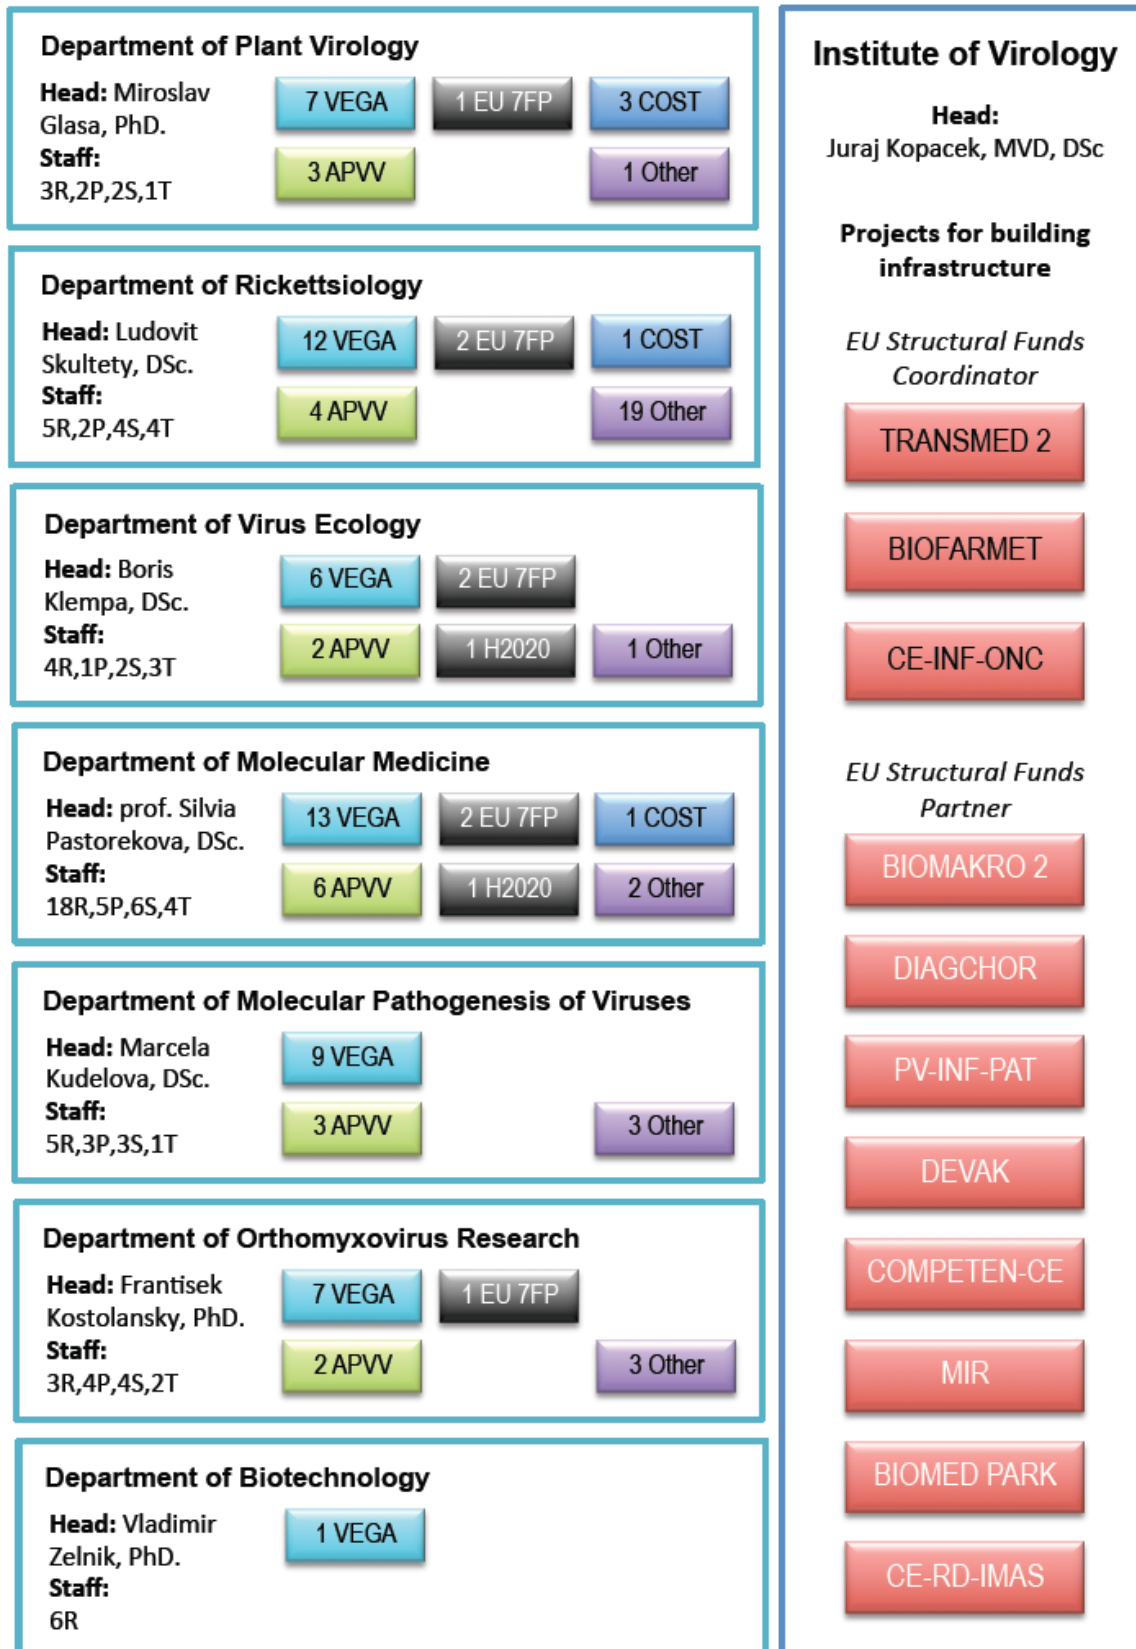 Department of Plant Virology
Head: Miroslav
Glasa, PhD.
Staff:
3R,2P,2S,1T
7 VEGA
1 EU 7FP
3 COST
3 APVV
1 Other
Department of Rickettsiology
Head: Ludovit
Skultety, DSc.
Staff:
5R,2P,4S,4T
12 VEGA
2 EU 7FP
1 COST
4 APVV
19 Other
Department of Virus Ecology
Head: Boris
Klempa, DSc.
Staff:
4R,1P,2S,3T
6 VEGA
2 EU 7FP
2 APVV
1 H2020
1 Other
Department of Molecular Medicine
Head: prof. Silvia
Pastorekova, DSc.
Staff:
18R,5P,6S,4T
13 VEGA
2 EU 7FP
1 COST
6 APVV
1 H2020
2 Other
Department of Molecular Pathogenesis of Viruses
Head: Marcela
Kudelova, DSc.
Staff:
5R,3P,3S,1T
9 VEGA
3 APVV
3 Other
Department of Orthomyxovirus Research
Head: Frantisek
Kostolansky, PhD.
Staff:
3R,4P,4S,2T
7 VEGA
1 EU 7FP
2 APVV
3 Other
Department of Biotechnology
Head: Vladimir
Zelnik, PhD.
Staff:
6R
1 VEGA
Institute of Virology
Head:
Juraj Kopacek, MVD, DSc
Projects for building
infrastructure
EU Structural Funds
Coordinator
TRANSMED 2
BIOFARMET
CE-INF-ONC
EU Structural Funds
Partner
BIOMAKRO 2
DIAGCHOR
PV-INF-PAT
DEVAK
COMPETEN-CE
MIR
BIOMED PARK
CE-RD-IMAS